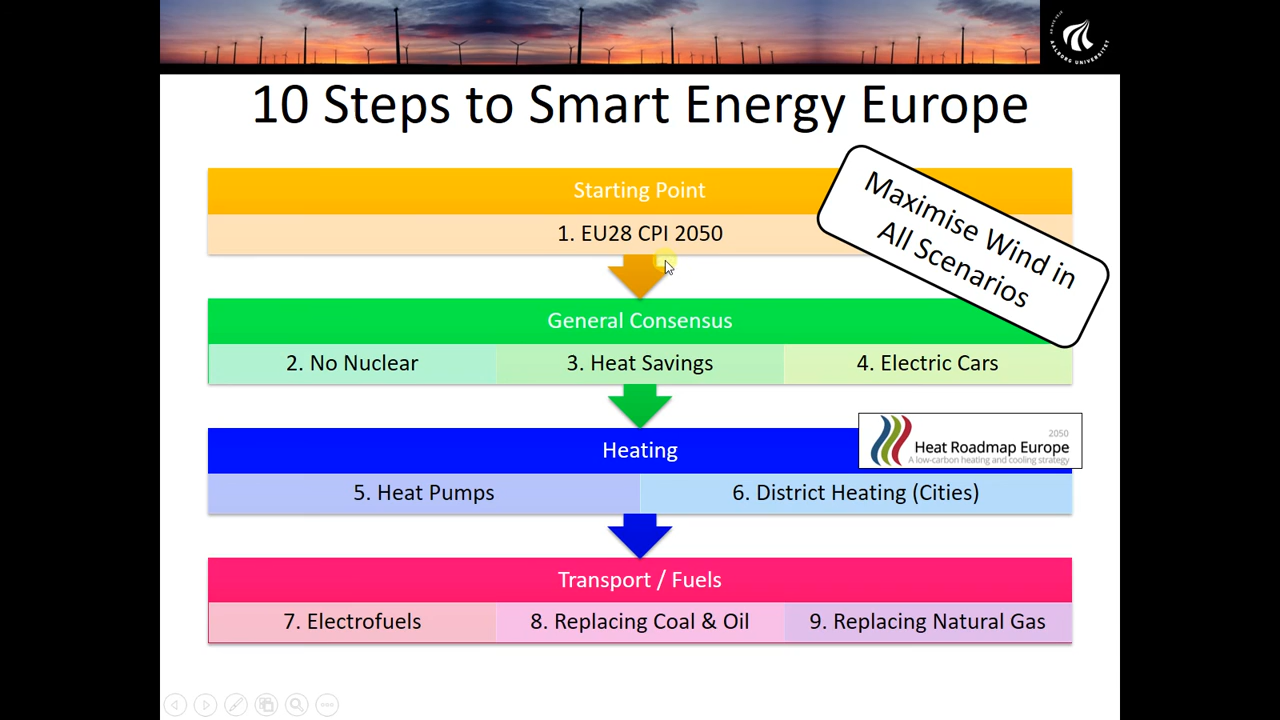 AALBORG UNIVERSITET
10 Steps to Smart Energy Europe
Starting Point
1. EU28 CPI 2050
Maximise Wind in
All Scenarios
General Consensus
2. No Nuclear
3. Heat Savings
4. Electric Cars
Heating
2050
Heat Roadmap Europe
A low-carbon heating and cooling strategy
5. Heat Pumps
6. District Heating (Cities)
Transport / Fuels
7. Electrofuels
8. Replacing Coal & Oil
9. Replacing Natural Gas